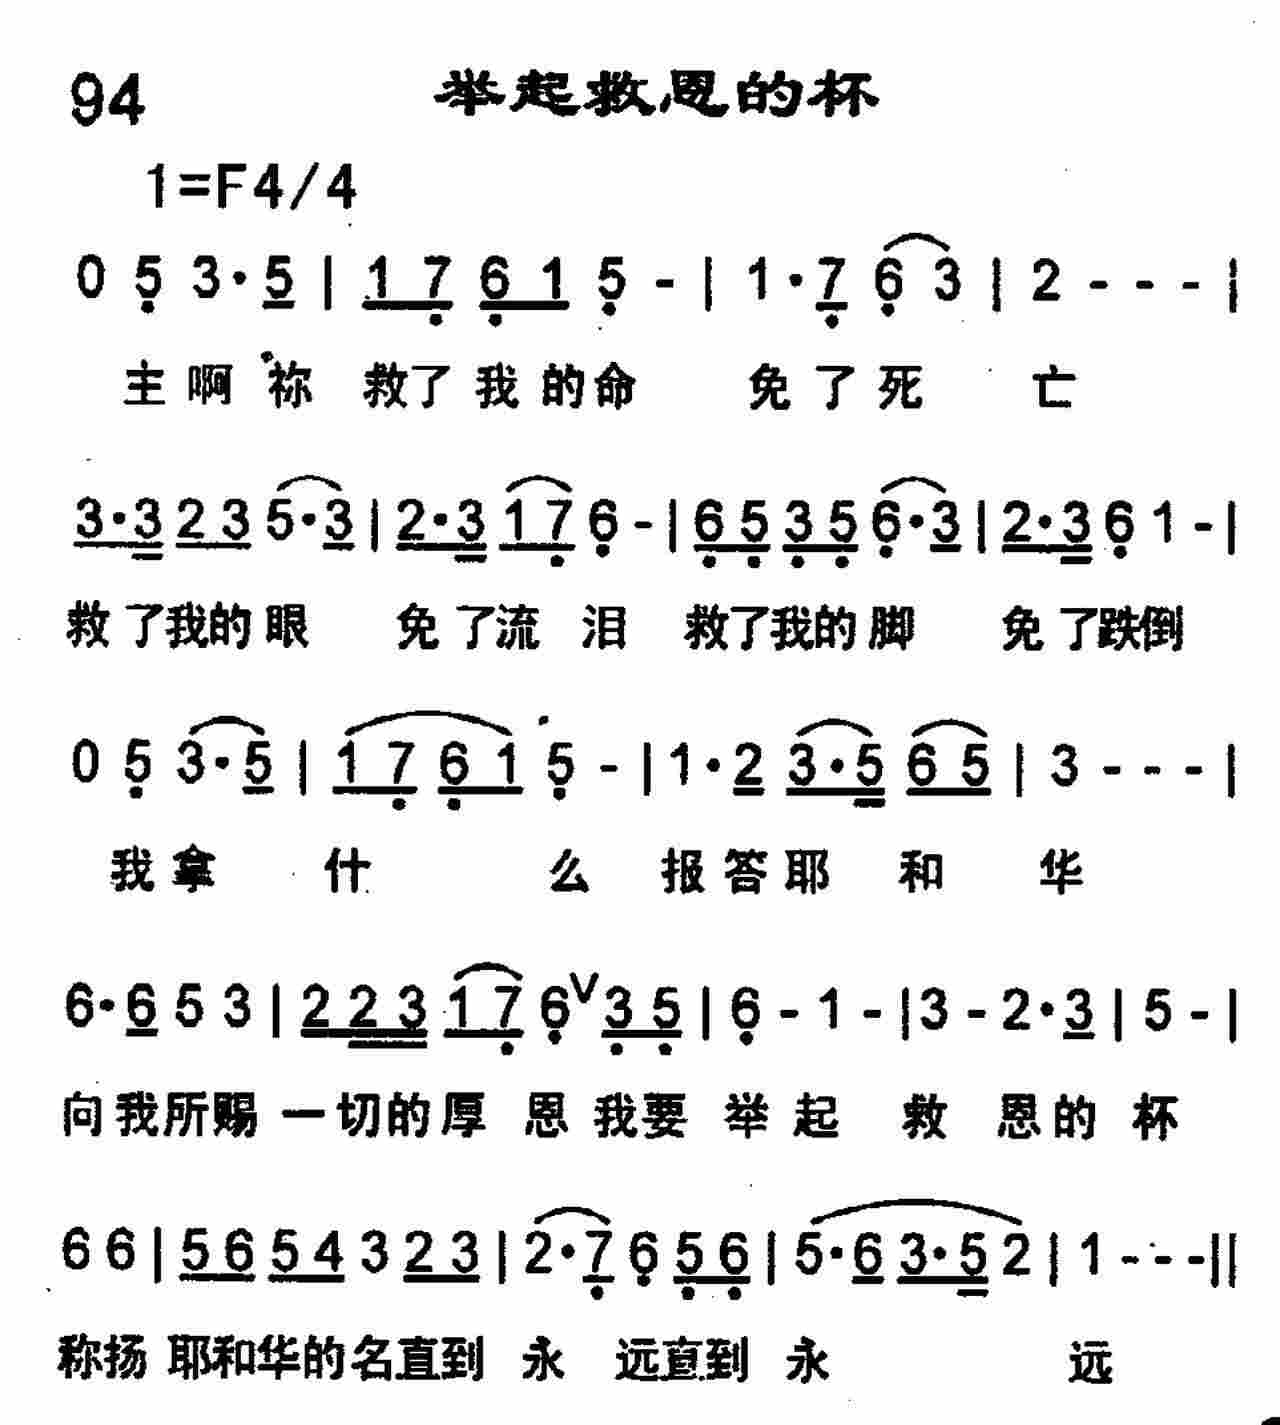 94 举起救恩的杯
1=F4/4
0 5 3·5 | 1 7 6 1 5 - | 1·7 6 3 | 2 - - - |
主啊祢 救了我的命 免了死 亡
3·3 2 3 5·3 | 2·3 1 7 6 - | 6 5 3 5 6·3 | 2·3 6 1 - |
救了我的眼 免了流泪 救了我的脚 免了跌倒
0 5 3·5 | 1 7 6 1 5 - | 1·2 3·5 6 5 | 3 - - - |
我拿 什 么 报答耶 和 华
6·6 5 3 | 2 2 3 1 7 6 V 3 5 | 6 - 1 - | 3 - 2·3 | 5 - |
向我所赐 一切的厚 恩 我要 举起 救 恩的 杯
6 6 | 5 6 5 4 3 2 3 | 2·7 6 5 6 | 5·6 3·5 2 | 1 - - - ||
称扬 耶和华的名直到 永 远直到 永 远